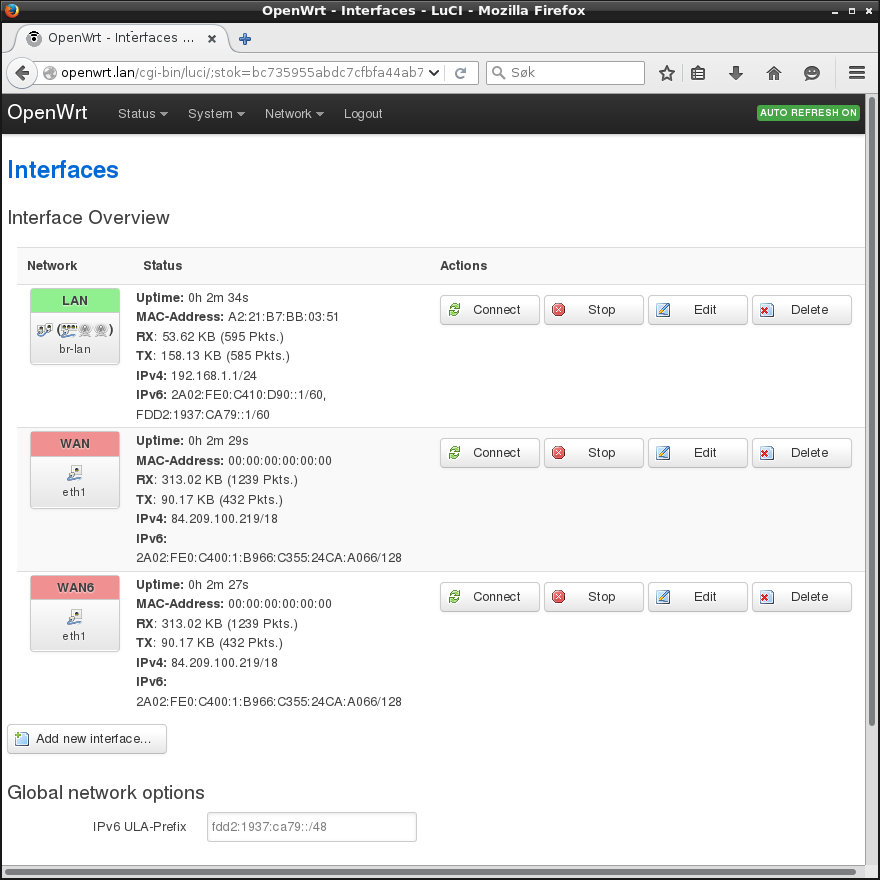 OpenWrt - Interfaces - LuCI - Mozilla Firefox
OpenWrt - Interfaces ...
openwrt.lan/cgi-bin/luci/;stok=bc735955abdc7cfbfa44ab7
Søk
OpenWrt Status System Network Logout AUTO REFRESH ON
Interfaces
Interface Overview
Network Status Actions
LAN
br-lan
Uptime: 0h 2m 34s
MAC-Address: A2:21:B7:BB:03:51
RX: 53.62 KB (595 Pkts.)
TX: 158.13 KB (585 Pkts.)
IPv4: 192.168.1.1/24
IPv6: 2A02:FE0:C410:D90::1/60,
FDD2:1937:CA79::1/60
Connect Stop Edit Delete
WAN
eth1
Uptime: 0h 2m 29s
MAC-Address: 00:00:00:00:00:00
RX: 313.02 KB (1239 Pkts.)
TX: 90.17 KB (432 Pkts.)
IPv4: 84.209.100.219/18
IPv6:
2A02:FE0:C400:1:B966:C355:24CA:A066/128
Connect Stop Edit Delete
WAN6
eth1
Uptime: 0h 2m 27s
MAC-Address: 00:00:00:00:00:00
RX: 313.02 KB (1239 Pkts.)
TX: 90.17 KB (432 Pkts.)
IPv4: 84.209.100.219/18
IPv6:
2A02:FE0:C400:1:B966:C355:24CA:A066/128
Connect Stop Edit Delete
Add new interface...
Global network options
IPv6 ULA-Prefix fdd2:1937:ca79::/48